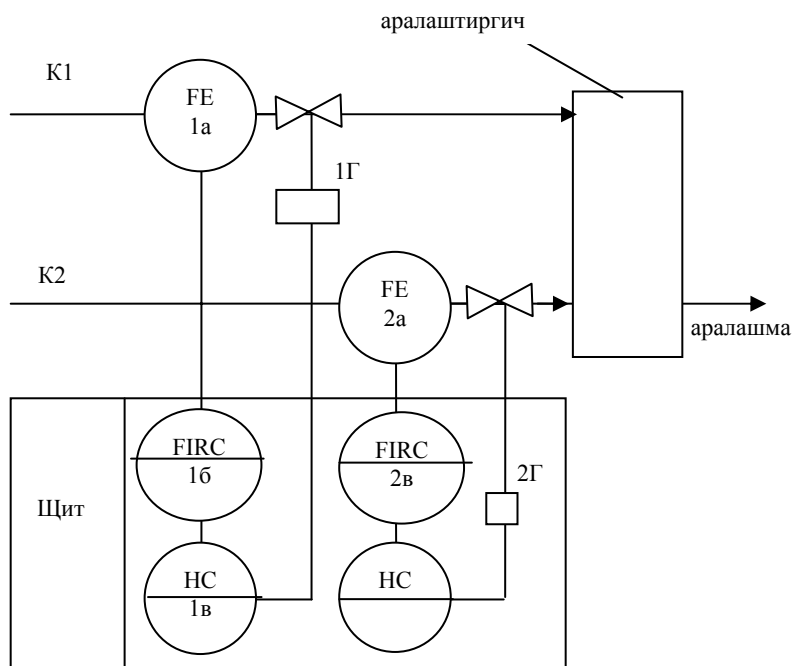 аралаштиргич
К1
FE
1а
1Г
К2
FE
2а
аралашма
FIRC
1б
FIRC
2в
2Г
Щит
НС
1в
НС